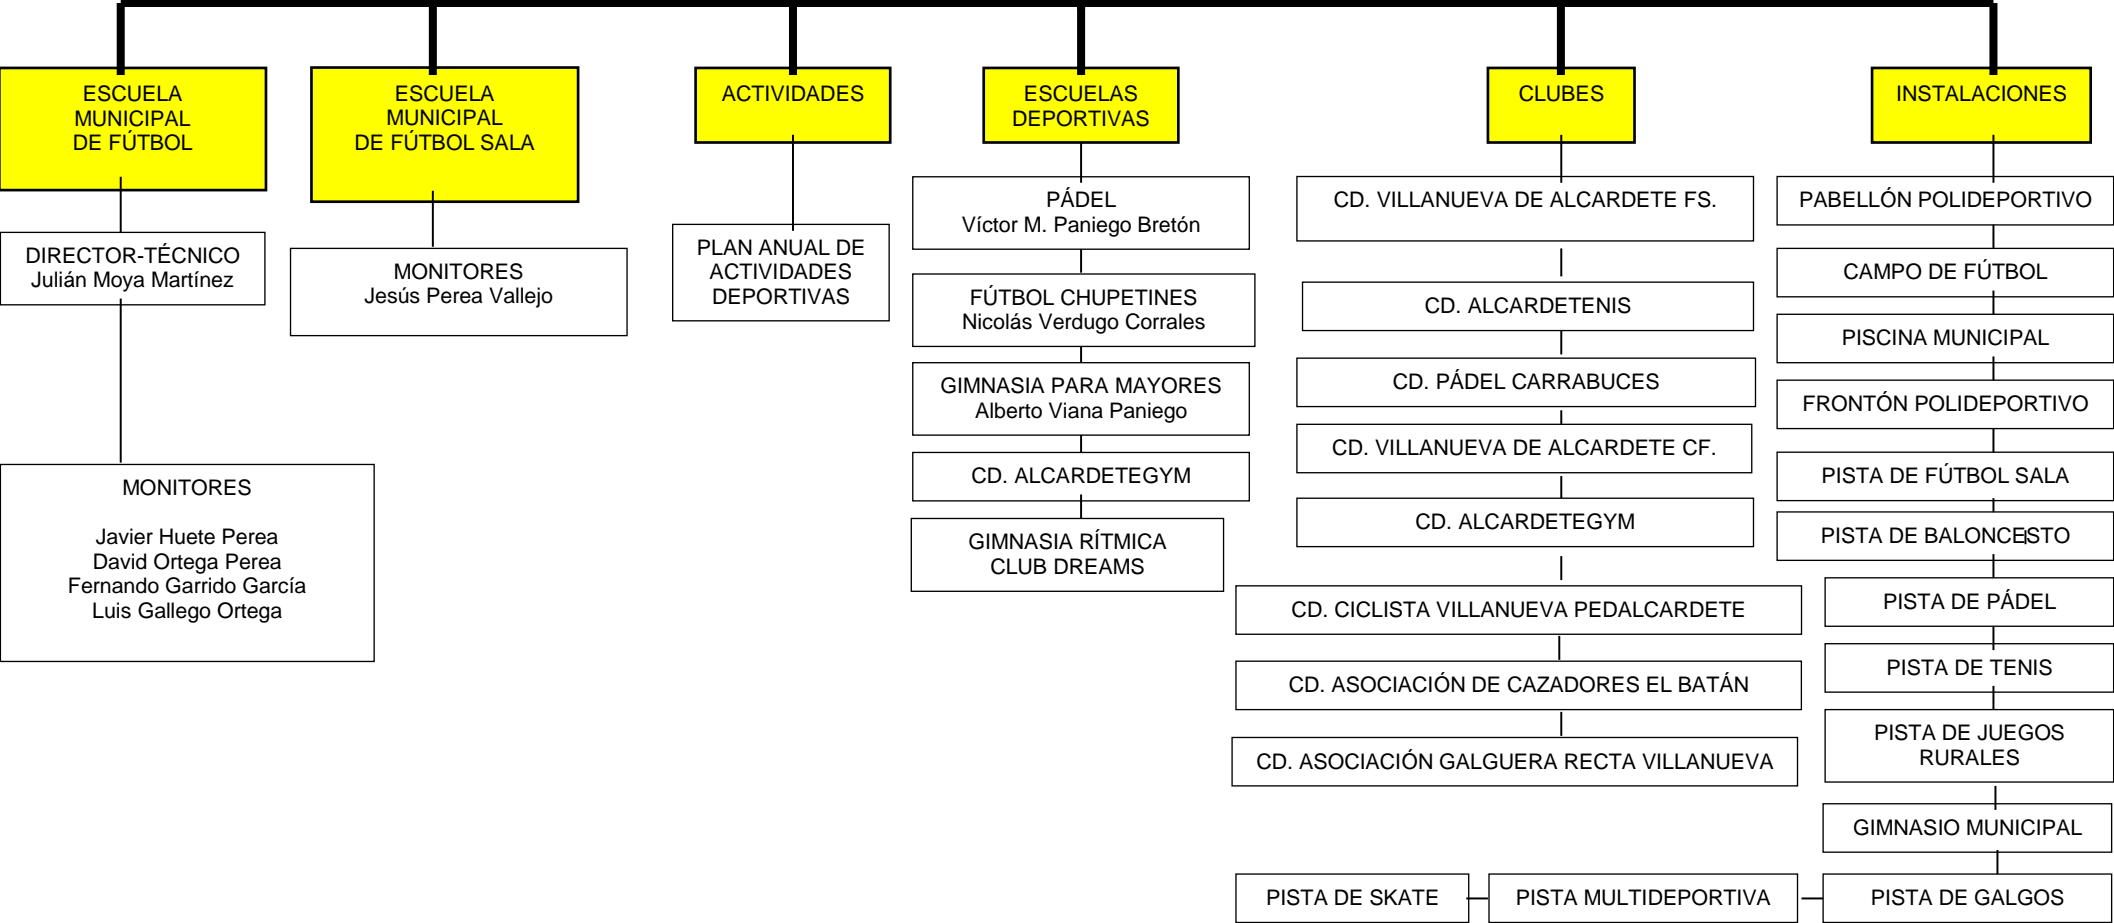 ESCUELA
MUNICIPAL
DE FÚTBOL
DIRECTOR-TÉCNICO
Julián Moya Martínez
MONITORES
Javier Huete Perea
David Ortega Perea
Fernando Garrido García
Luis Gallego Ortega
ESCUELA
MUNICIPAL
DE FÚTBOL SALA
MONITORES
Jesús Perea Vallejo
ACTIVIDADES
PLAN ANUAL DE
ACTIVIDADES
DEPORTIVAS
ESCUELAS
DEPORTIVAS
PÁDEL
Víctor M. Paniego Bretón
FÚTBOL CHUPETINES
Nicolás Verdugo Corrales
GIMNASIA PARA MAYORES
Alberto Viana Paniego
CD. ALCARDETEGYM
GIMNASIA RÍTMICA
CLUB DREAMS
CLUBES
CD. VILLANUEVA DE ALCARDETE FS.
CD. ALCARDETENIS
CD. PÁDEL CARRABUCES
CD. VILLANUEVA DE ALCARDETE CF.
CD. ALCARDETEGYM
CD. CICLISTA VILLANUEVA PEDALCARDETE
CD. ASOCIACIÓN DE CAZADORES EL BATÁN
CD. ASOCIACIÓN GALGUERA RECTA VILLANUEVA
INSTALACIONES
PABELLÓN POLIDEPORTIVO
CAMPO DE FÚTBOL
PISCINA MUNICIPAL
FRONTÓN POLIDEPORTIVO
PISTA DE FÚTBOL SALA
PISTA DE BALONCESTO
PISTA DE PÁDEL
PISTA DE TENIS
PISTA DE JUEGOS
RURALES
GIMNASIO MUNICIPAL
PISTA DE GALGOS
PISTA MULTIDEPORTIVA
PISTA DE SKATE